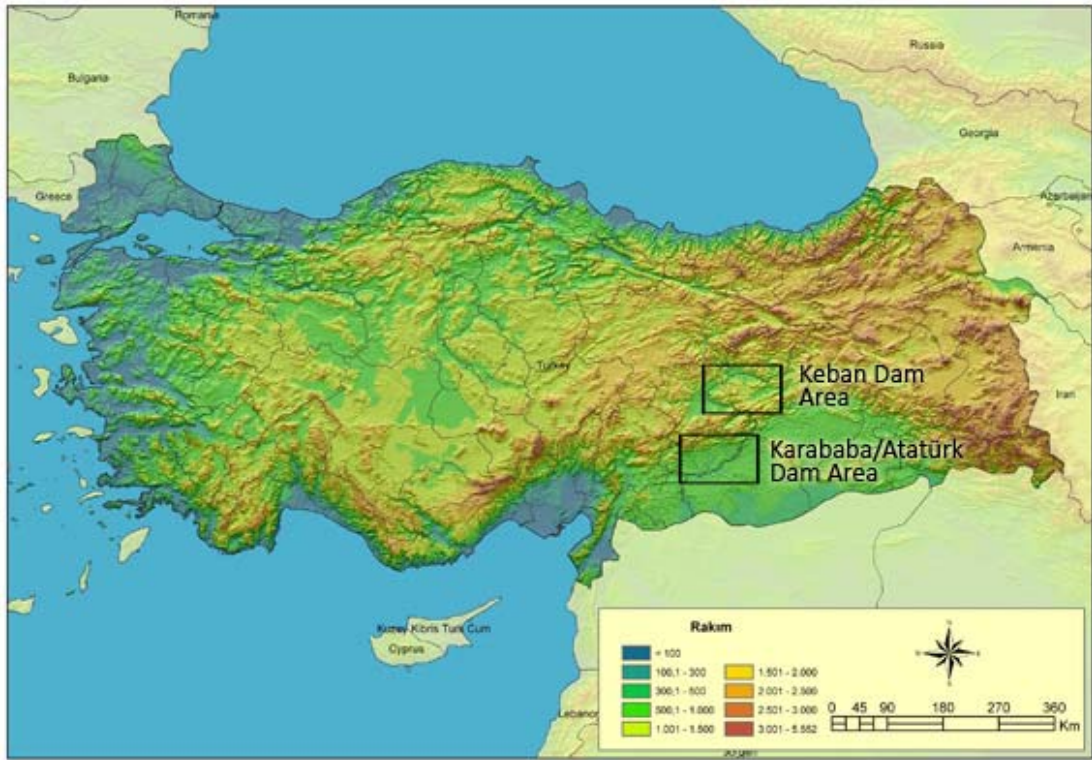 Romania
Russia
Bulgaria
Georgia
Greece
Azerbaijan
Armenia
Turkey
Keban Dam
Area
Iran
Karababa/Atatürk
Dam Area
Kuzey Kıbrıs Türk Cum
Cyprus
Lebanon
Rakım
< 100
100,1 - 300
300,1 - 500
500,1 - 1.000
1.001 - 1.500
1.501 - 2.000
2.001 - 2.500
2.501 - 3.000
3.001 - 5.552
N
0 45 90 180 270 360
Km